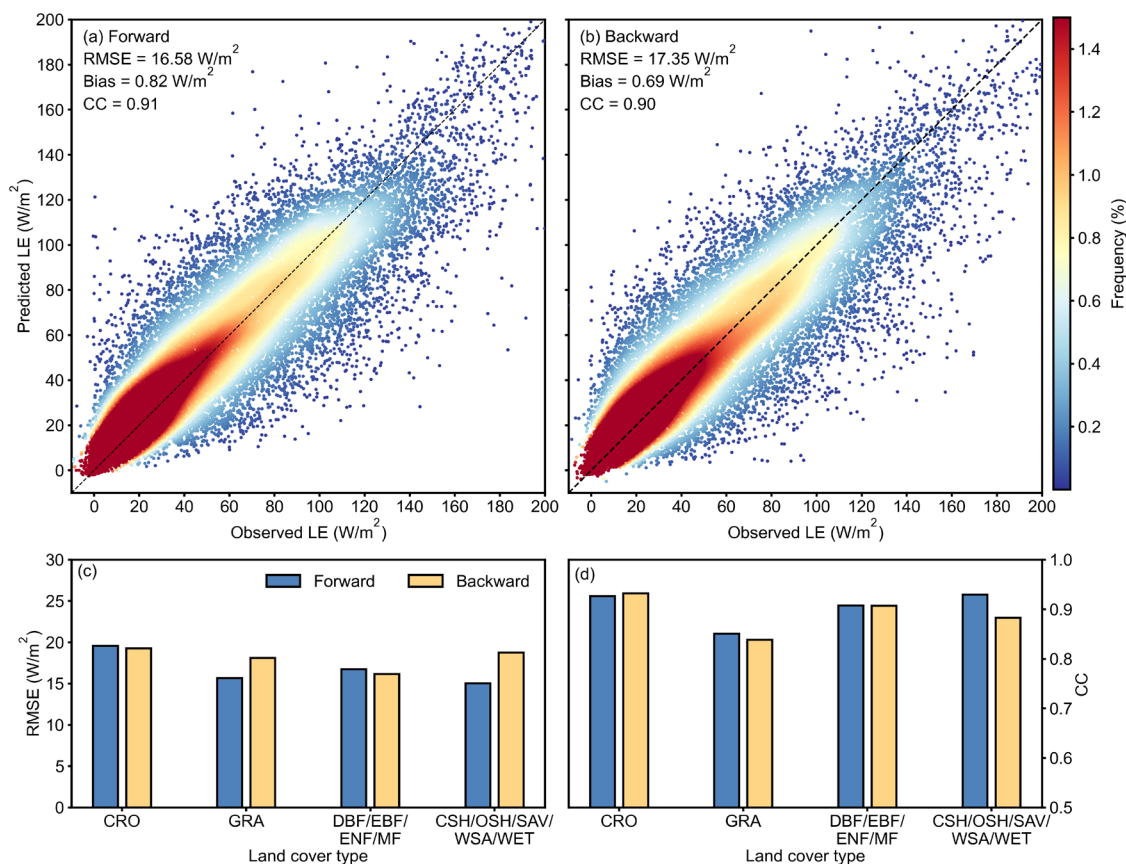 (a) Forward
RMSE = 16.58 W/m²
Bias = 0.82 W/m²
CC = 0.91
200
180
160
140
120
100
80
60
40
20
0
Predicted LE (W/m²)
0 20 40 60 80 100 120 140 160 180 200
Observed LE (W/m²)
(b) Backward
RMSE = 17.35 W/m²
Bias = 0.69 W/m²
CC = 0.90
0 20 40 60 80 100 120 140 160 180 200
Observed LE (W/m²)
1.4
1.2
1.0
0.8
0.6
0.4
0.2
Frequency (%)
(c)
Forward Backward
30
25
20
15
10
5
0
RMSE (W/m²)
CRO GRA DBF/EBF/ CSH/OSH/SAV/
ENF/MF WSA/WET
Land cover type
(d)
1.0
0.9
0.8
0.7
0.6
0.5
CC
CRO GRA DBF/EBF/ CSH/OSH/SAV/
ENF/MF WSA/WET
Land cover type